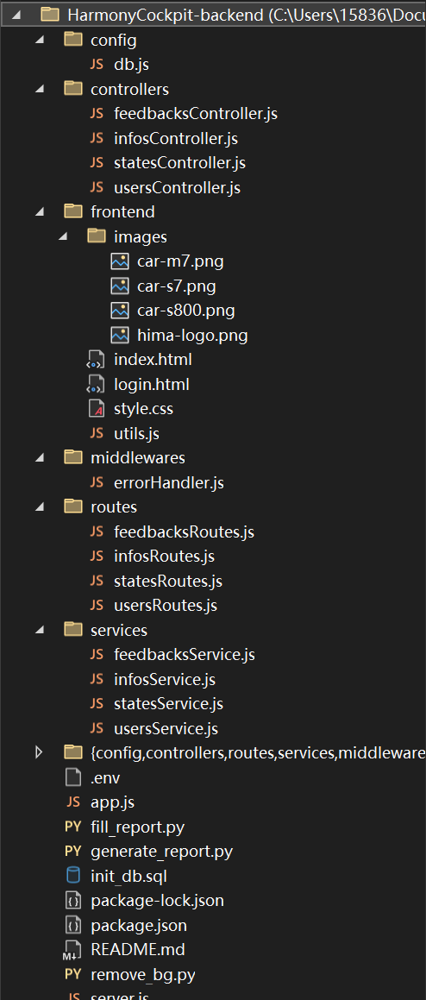 HarmonyCockpit-backend (C:\Users\15836\Docu
config
JS db.js
controllers
JS feedbacksController.js
JS infosController.js
JS statesController.js
JS usersController.js
frontend
images
car-m7.png
car-s7.png
car-s800.png
hima-logo.png
index.html
login.html
style.css
JS utils.js
middlewares
JS errorHandler.js
routes
JS feedbacksRoutes.js
JS infosRoutes.js
JS statesRoutes.js
JS usersRoutes.js
services
JS feedbacksService.js
JS infosService.js
JS statesService.js
JS usersService.js
{config,controllers,routes,services,middleware
.env
JS app.js
PY fill_report.py
PY generate_report.py
init_db.sql
package-lock.json
package.json
M↓ README.md
PY remove_bg.py
JS server.js